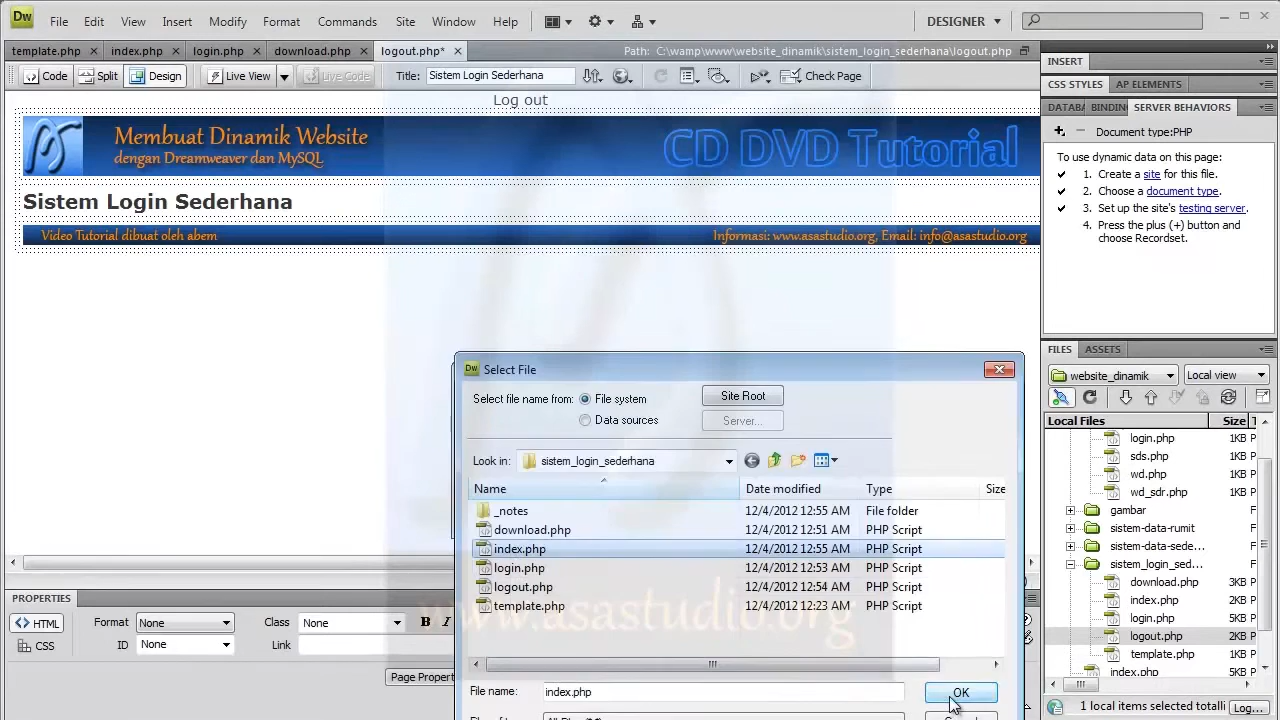 Dw File Edit View Insert Modify Format Commands Site Window Help DESIGNER
template.php index.php login.php download.php logout.php* Path: C:\wamp\www\website_dinamik\sistem_login_sederhana\logout.php
Code Split Design Live View Live Code Title: Sistem Login Sederhana Check Page
Log out
Membuat Dinamik Website
dengan Dreamweaver dan MySQL
CD DVD Tutorial
Sistem Login Sederhana
Video Tutorial dibuat oleh abem Informasi: www.asastudio.org, Email: info@asastudio.org
INSERT
CSS STYLES AP ELEMENTS
DATABA BINDIN SERVER BEHAVIORS
Document type:PHP
To use dynamic data on this page:
1. Create a site for this file.
2. Choose a document type.
3. Set up the site's testing server.
4. Press the plus (+) button and
choose Recordset.
Dw Select File
Select file name from: File system Site Root
Data sources Server...
Look in: sistem_login_sederhana
Name Date modified Type Size
_notes 12/4/2012 12:55 AM File folder
download.php 12/4/2012 12:51 AM PHP Script
index.php 12/4/2012 12:55 AM PHP Script
login.php 12/4/2012 12:53 AM PHP Script
logout.php 12/4/2012 12:54 AM PHP Script
template.php 12/4/2012 12:23 AM PHP Script
www.asastudio.org
File name: index.php OK
PROPERTIES
HTML Format None Class None B I
CSS ID None Link
Page Propert
FILES ASSETS
website_dinamik Local view
Local Files Size T
login.php 1KB P
sds.php 1KB P
wd.php 1KB P
wd_sdr.php 1KB P
gambar F
sistem-data-rumit F
sistem-data-sede... F
sistem_login_sed... F
download.php 3KB P
index.php 2KB P
login.php 5KB P
logout.php 2KB P
template.php 2KB P
index.php 5KB P
1 local items selected totalli Log...